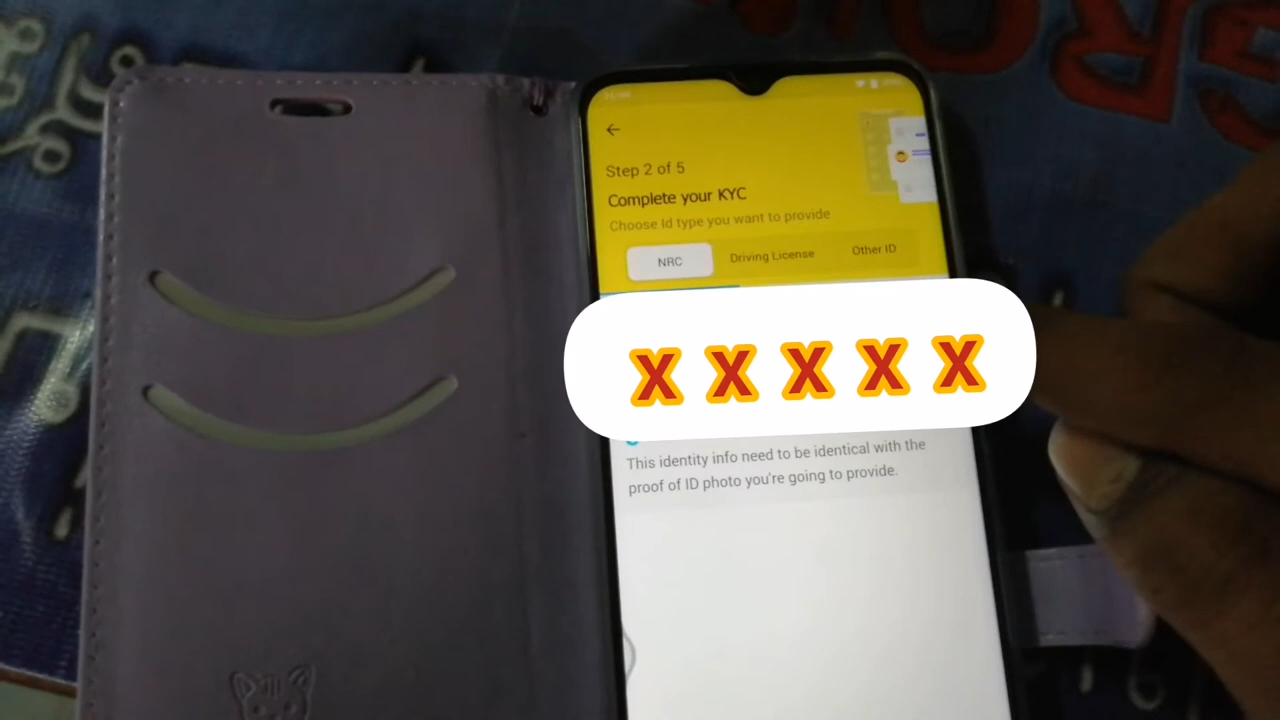 Step 2 of 5
Complete your KYC
Choose Id type you want to provide
NRC
Driving License
Other ID
X X X X X
This identity info need to be identical with the
proof of ID photo you're going to provide.